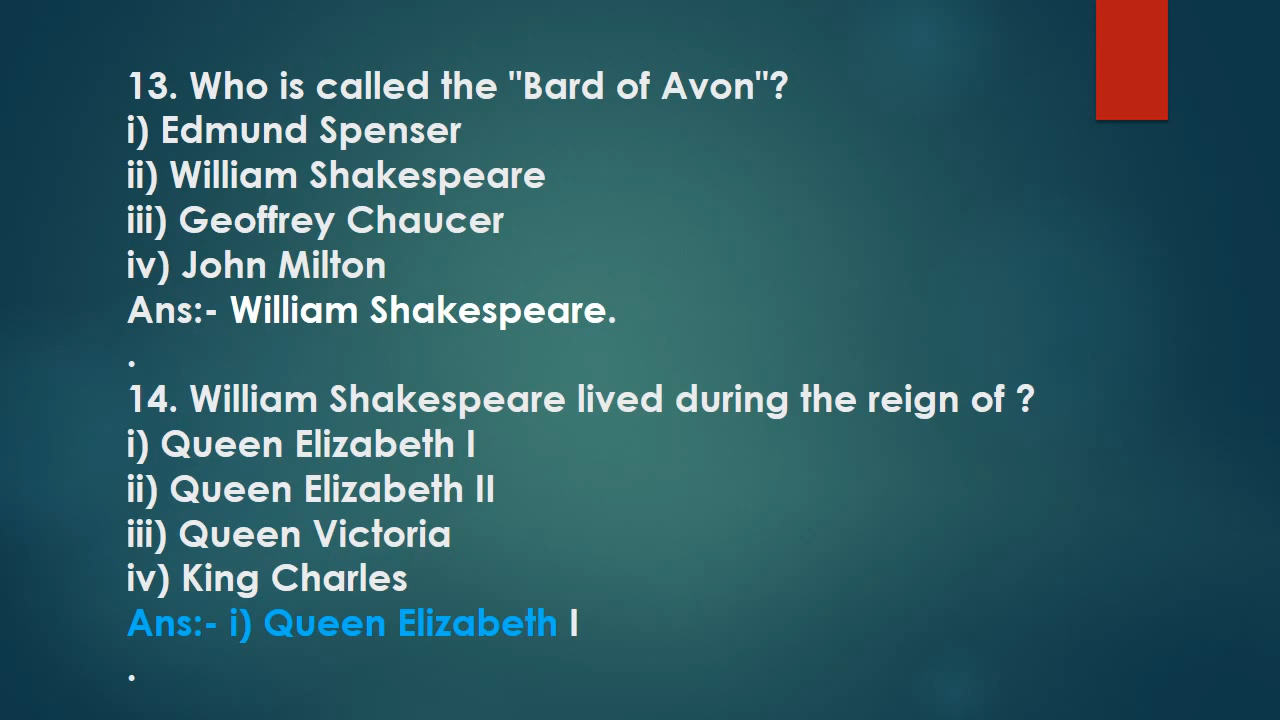 13. Who is called the "Bard of Avon"?
i) Edmund Spenser
ii) William Shakespeare
iii) Geoffrey Chaucer
iv) John Milton
Ans:- William Shakespeare.
.
14. William Shakespeare lived during the reign of ?
i) Queen Elizabeth I
ii) Queen Elizabeth II
iii) Queen Victoria
iv) King Charles
Ans:- i) Queen Elizabeth I
.